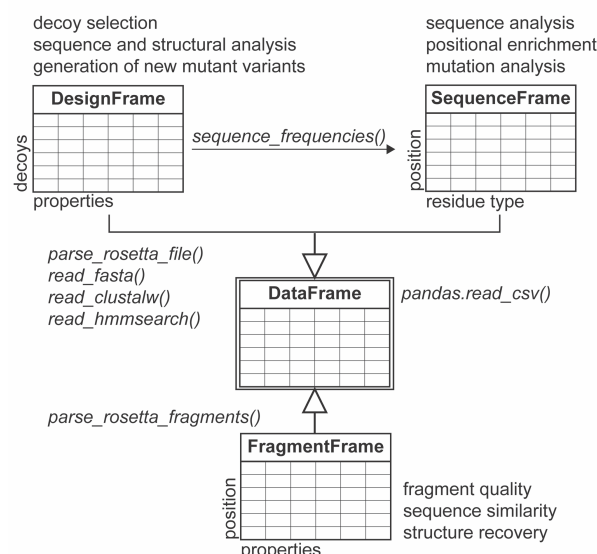 decoy selection
sequence and structural analysis
generation of new mutant variants
sequence analysis
positional enrichment
mutation analysis
DesignFrame
decoys
properties
sequence_frequencies()
SequenceFrame
position
residue type
parse_rosetta_file()
read_fasta()
read_clustalw()
read_hmmsearch()
DataFrame
pandas.read_csv()
parse_rosetta_fragments()
FragmentFrame
position
properties
fragment quality
sequence similarity
structure recovery